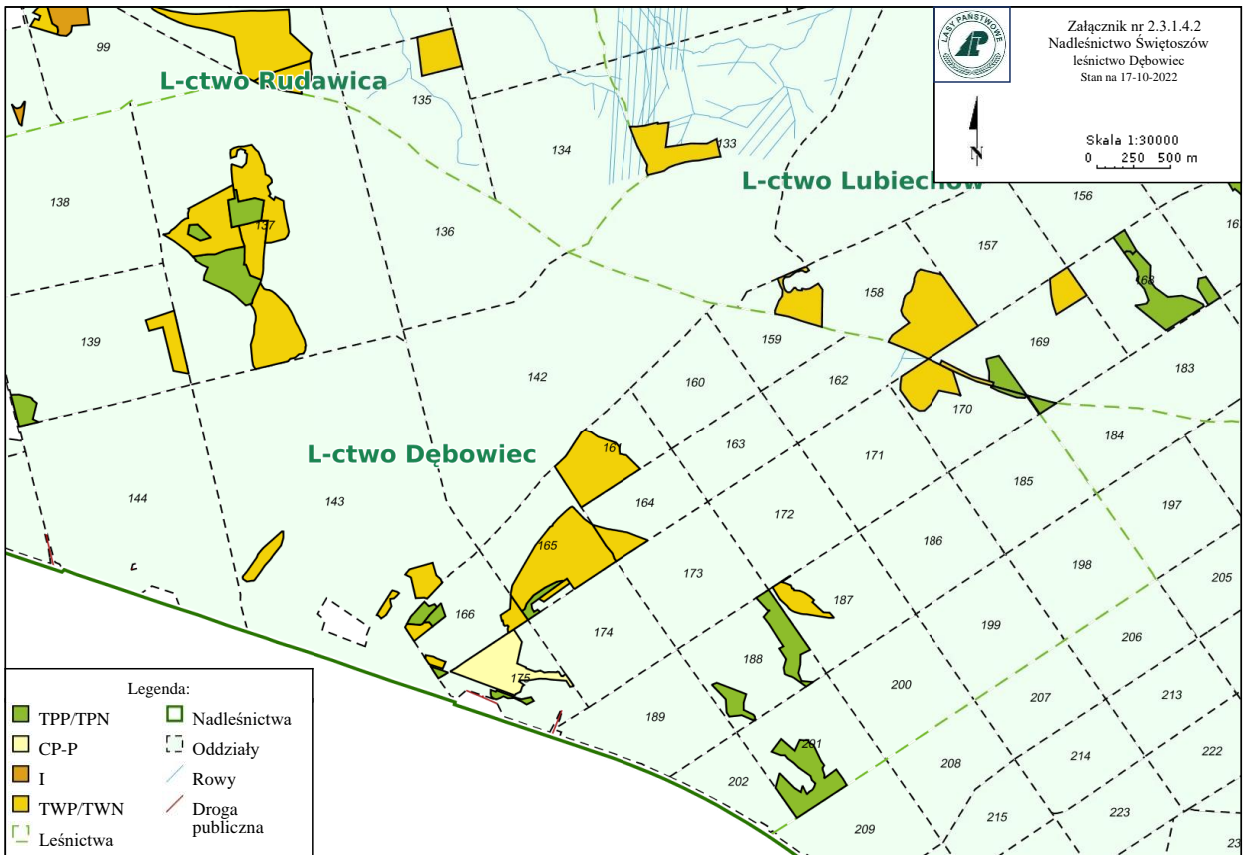 LASY PAŃSTWOWE
Załącznik nr 2.3.1.4.2
Nadleśnictwo Świętoszów
leśnictwo Dębowiec
Stan na 17-10-2022
N
Skala 1:30000
0 250 500 m
99
L-ctwo Rudawica
135
134
133
L-ctwo Lubiechów
156
138
137
136
157
158
168
139
159
169
142
160
162
183
170
163
184
L-ctwo Dębowiec
161
171
185
144
143
164
197
172
165
186
198
173
205
166
187
174
199
206
188
175
200
207
213
189
201
222
202
208
214
209
215
223
23
Legenda:
TPP/TPN
Nadleśnictwa
CP-P
Oddziały
I
Rowy
TWP/TWN
Droga
publiczna
Leśnictwa